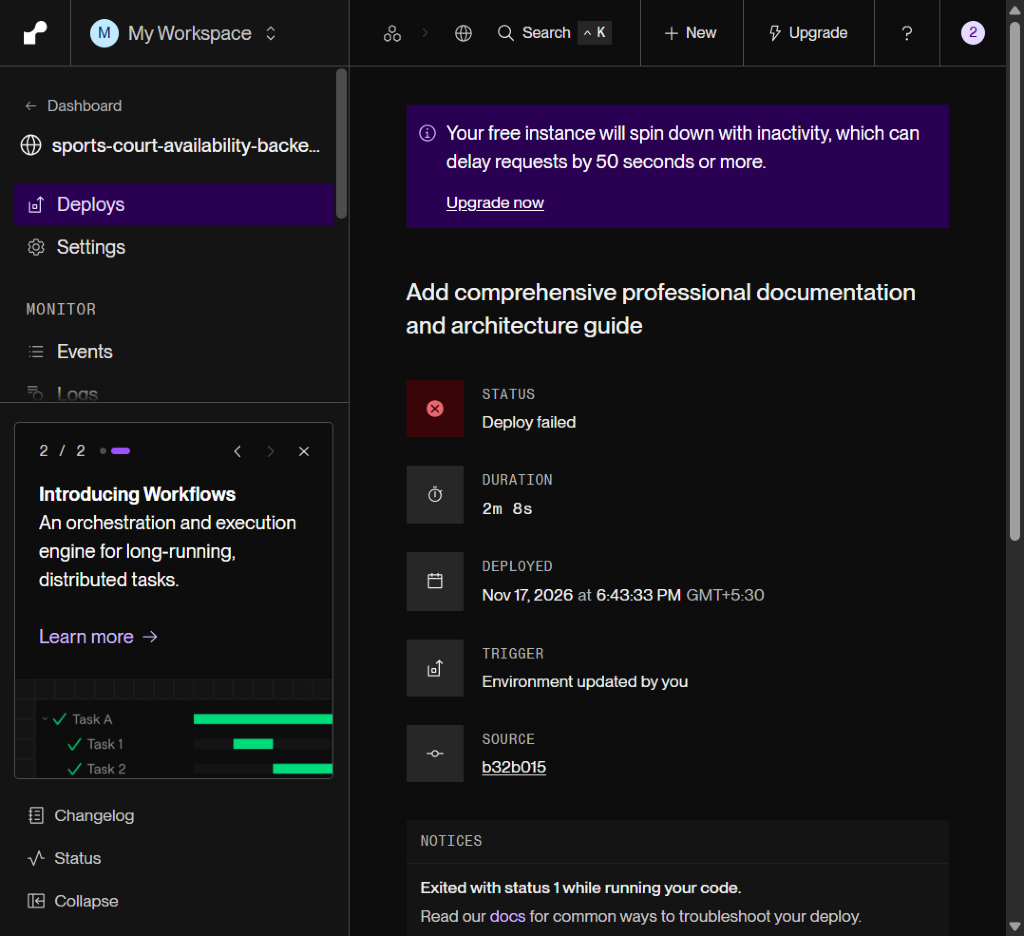 M My Workspace
Search ^ K
+ New
Upgrade
?
2
← Dashboard
sports-court-availability-backe...
Deploys
Settings
MONITOR
Events
Logs
2 / 2
Introducing Workflows
An orchestration and execution
engine for long-running,
distributed tasks.
Learn more →
Task A
Task 1
Task 2
Changelog
Status
Collapse
Your free instance will spin down with inactivity, which can
delay requests by 50 seconds or more.
Upgrade now
Add comprehensive professional documentation
and architecture guide
STATUS
Deploy failed
DURATION
2m 8s
DEPLOYED
Nov 17, 2026 at 6:43:33 PM GMT+5:30
TRIGGER
Environment updated by you
SOURCE
b32b015
NOTICES
Exited with status 1 while running your code.
Read our docs for common ways to troubleshoot your deploy.